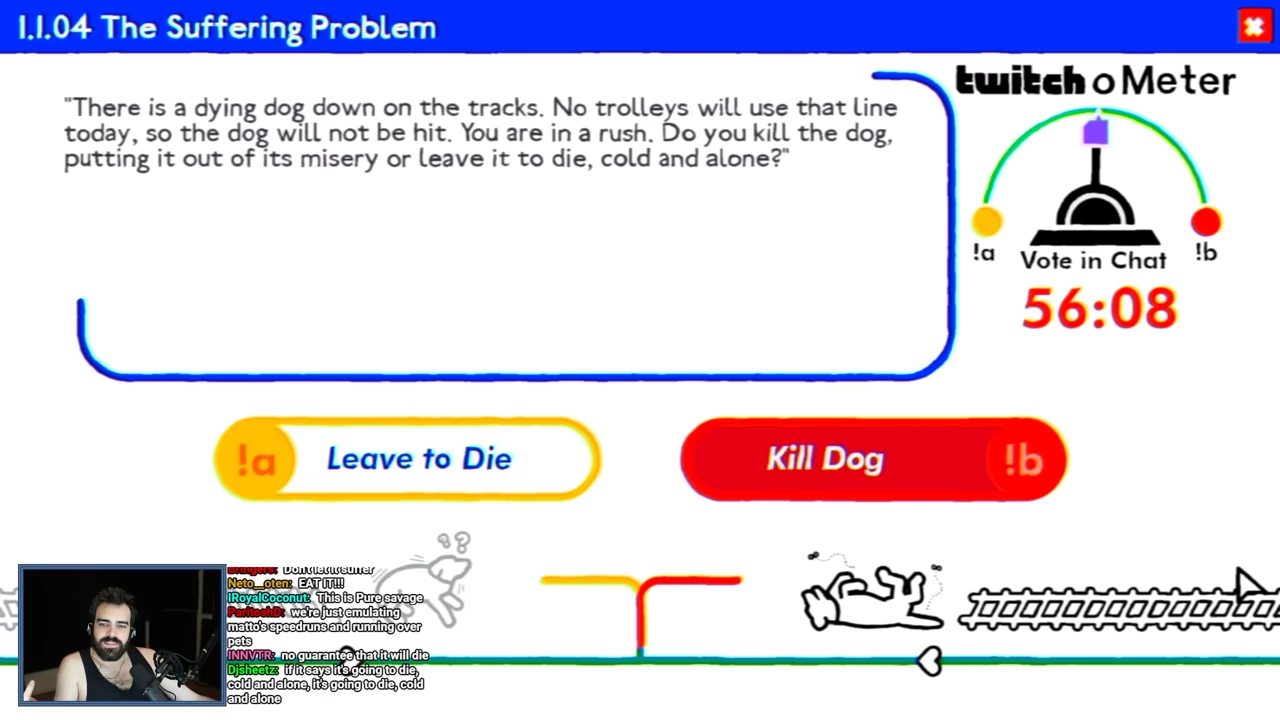 1.1.04 The Suffering Problem
"There is a dying dog down on the tracks. No trolleys will use that line
today, so the dog will not be hit. You are in a rush. Do you kill the dog,
putting it out of its misery or leave it to die, cold and alone?"
twitch o Meter
!a
Vote in Chat
!b
56:08
!a Leave to Die
Kill Dog !b
??
Bringers: Don't let it suffer
Neto__oten: EAT IT!!!
IRoyalCoconut: This is Pure savage
ParitoshD: we're just emulating
matto's speedruns and running over
pets
INNVTR: no guarantee that it will die
Djsheetz: if it says it's going to die,
cold and alone, it's going to die, cold
and alone